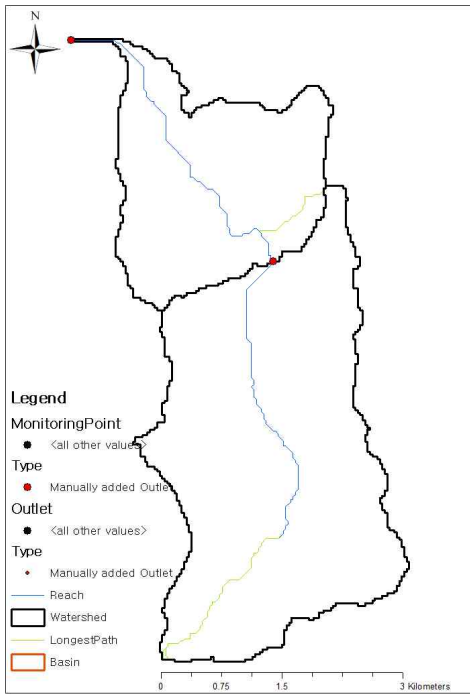 N
Legend
MonitoringPoint
<all other values>
Type
Manually added Outlet
Outlet
<all other values>
Type
Manually added Outlet
Reach
Watershed
LongestPath
Basin
0 0.75 1.5 3 Kilometers